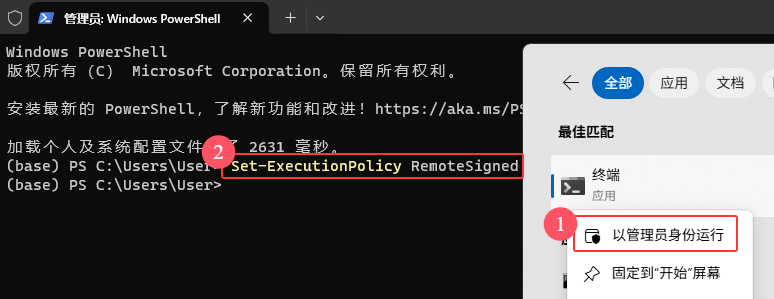 管理员: Windows PowerShell
Windows PowerShell
版权所有 (C) Microsoft Corporation。保留所有权利。
安装最新的 PowerShell，了解新功能和改进！https://aka.ms/PS
加载个人及系统配置文件 了 2631 毫秒。
(base) PS C:\Users\User> Set-ExecutionPolicy RemoteSigned
(base) PS C:\Users\User>
2
全部 应用 文档
最佳匹配
终端
应用
1
以管理员身份运行
固定到"开始"屏幕